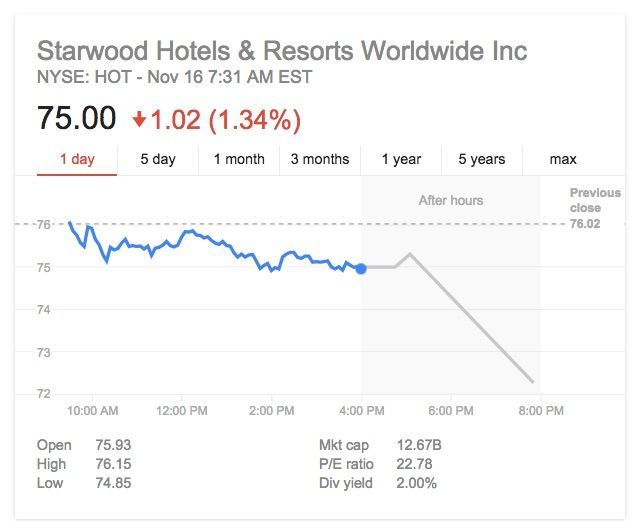 Starwood Hotels & Resorts Worldwide Inc
NYSE: HOT - Nov 16 7:31 AM EST
75.00 1.02 (1.34%)
1 day 5 day 1 month 3 months 1 year 5 years max
After hours
Previous
close
76.02
76
75
74
73
72
10:00 AM 12:00 PM 2:00 PM 4:00 PM 6:00 PM 8:00 PM
Open 75.93 Mkt cap 12.67B
High 76.15 P/E ratio 22.78
Low 74.85 Div yield 2.00%